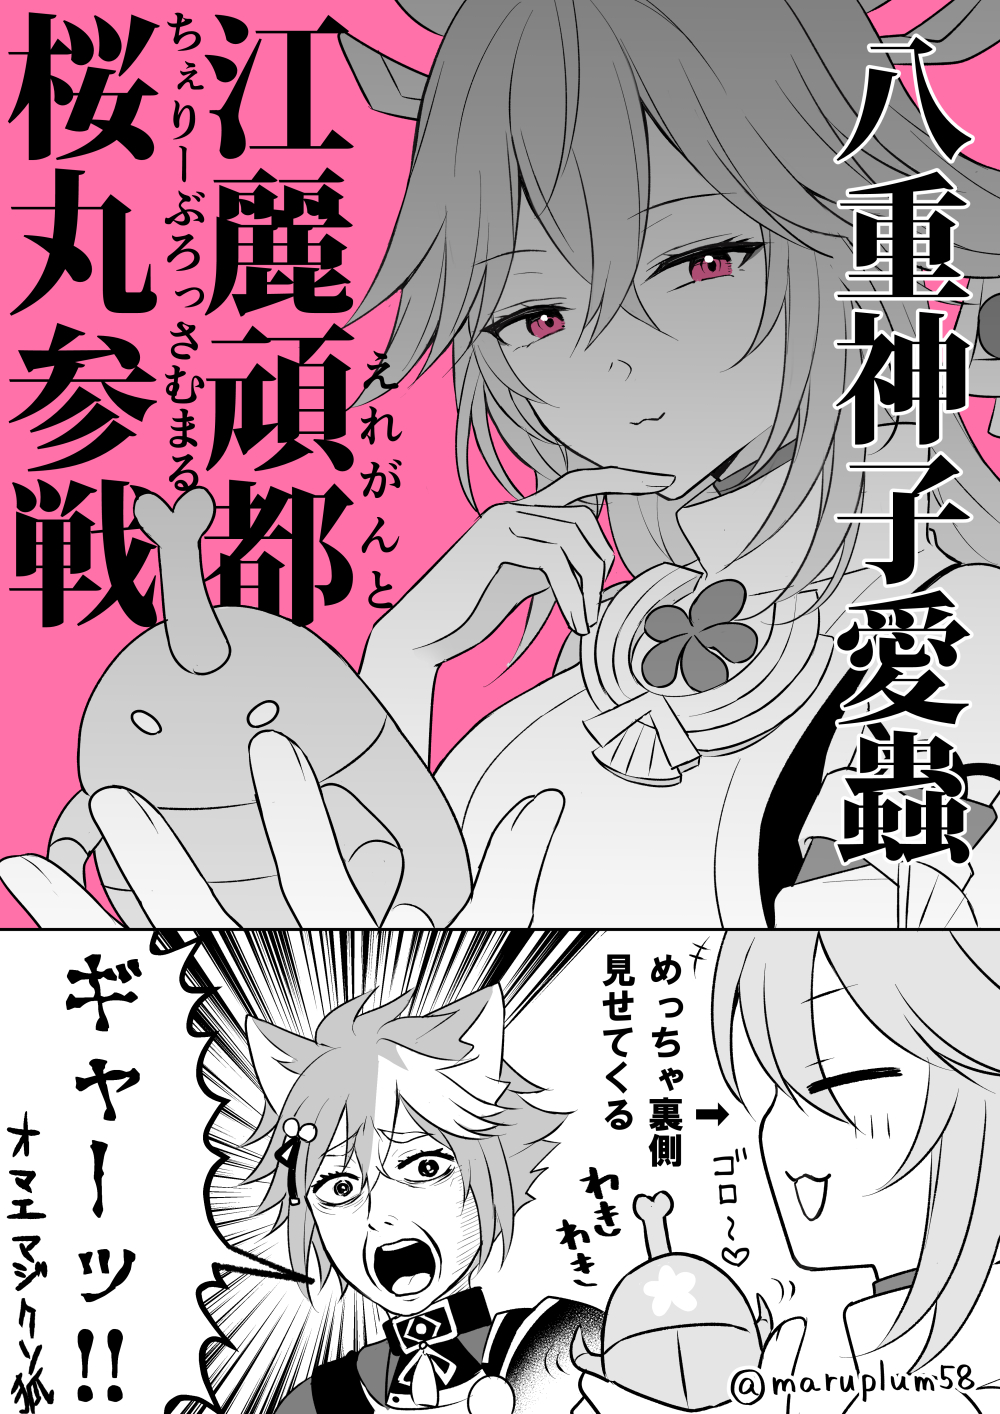 八重神子愛蟲
江麗頑都
えれがんと
桜丸参戦
ちぇりーぶろっさむまる
めっちゃ裏側
見せてくる
➡
ゴロ～♡
わき
わき
ギャーッ!!
オマエマジクソ狐
@maruplum58